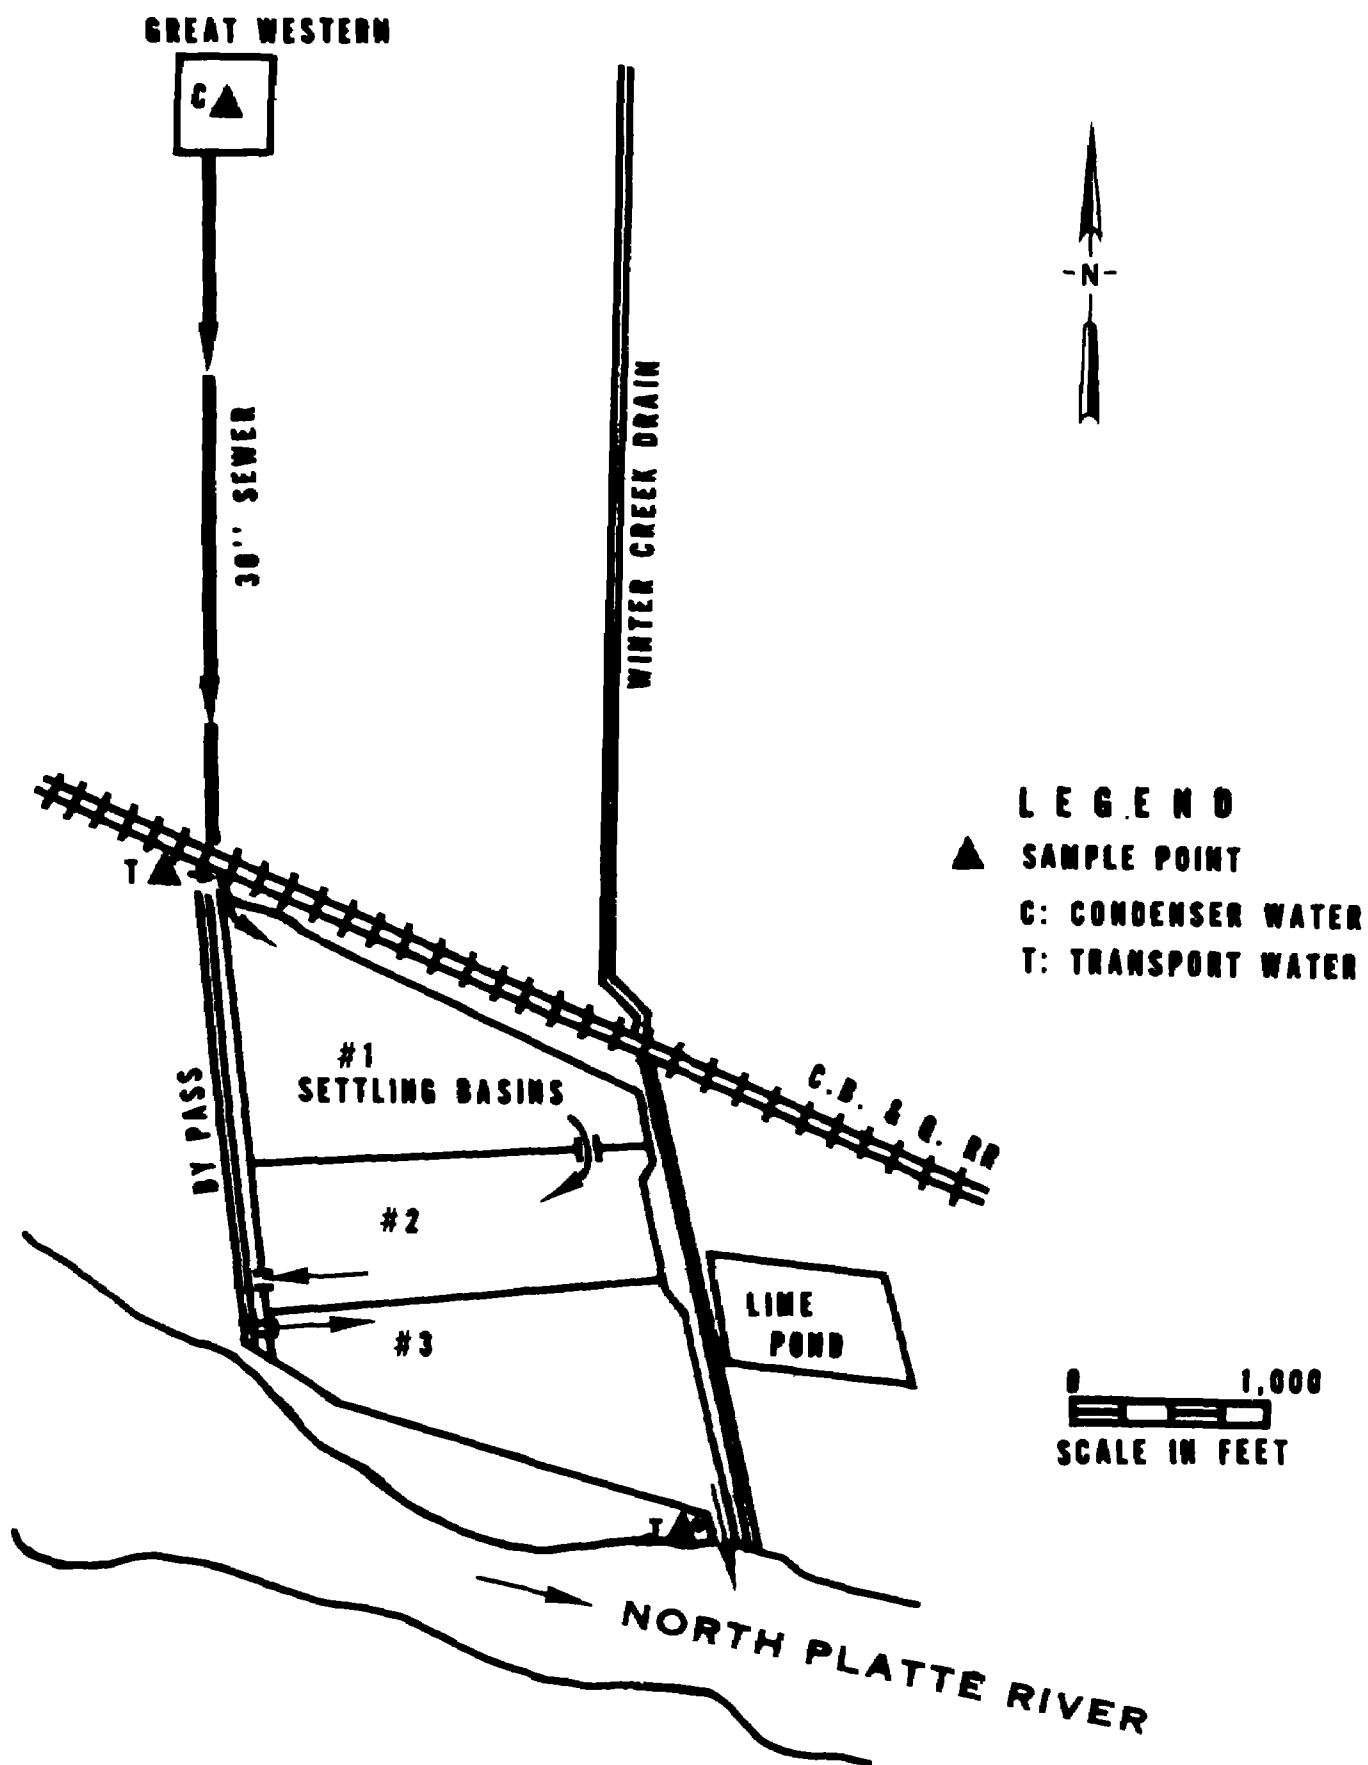 GREAT WESTERN
C
-N-
30'' SEWER
WINTER CREEK DRAIN
LEGEND
SAMPLE POINT
C: CONDENSER WATER
T: TRANSPORT WATER
T
#1
SETTLING BASINS
C.B. & Q. RR
BY PASS
#2
LIME
POND
#3
0 1,000
SCALE IN FEET
T
NORTH PLATTE RIVER